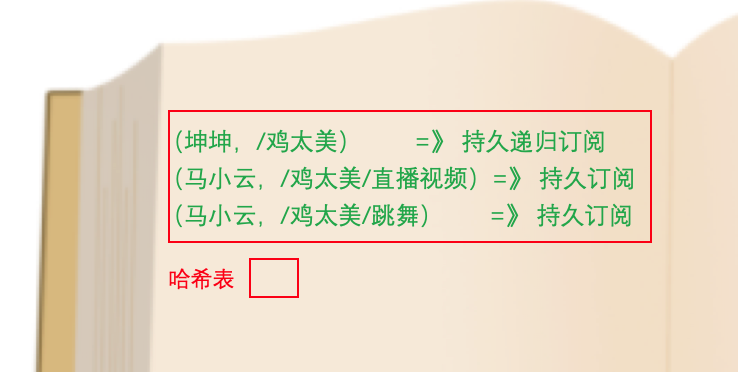 （坤坤，/鸡太美） =》 持久递归订阅
（马小云，/鸡太美/直播视频）=》 持久订阅
（马小云，/鸡太美/跳舞） =》 持久订阅
哈希表